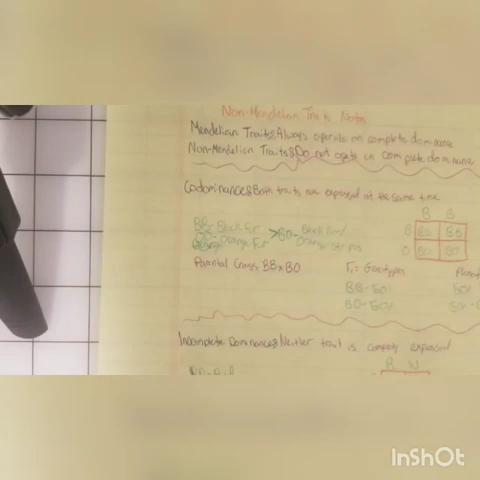 Non-Mendelian Traits Notes
Mendelian Traits: Always operate on complete dominance
Non-Mendelian Traits: Do not operate on complete dominance
Codominance: Both traits are expressed at the same time
B B
BB- Black Fur
OO- Orange Fur
>BO- Black and
Orange stripes
B BB BB
O BO BO
Parental Cross: BB x BO
F1= Genotypes
BB-50%
50%
BO-50%
50%
Incomplete Dominance: Neither trait is completely expressed
R W
InShOt